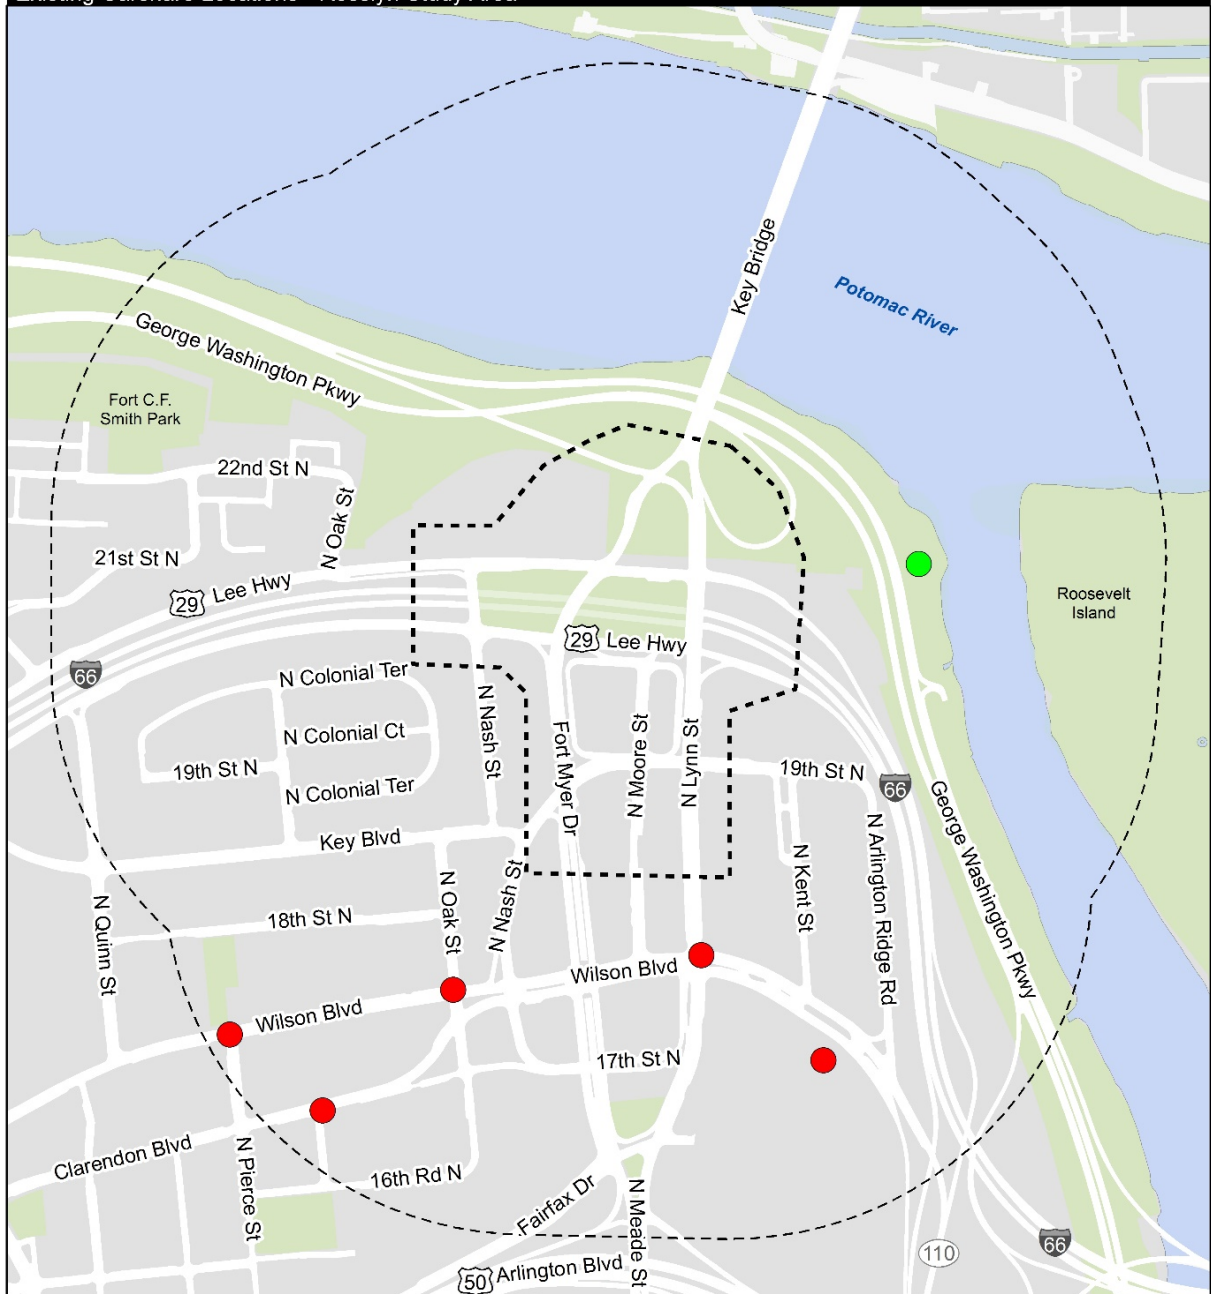 Key Bridge
Potomac River
George Washington Pkwy
Fort C.F.
Smith Park
22nd St N
N Oak St
21st St N
29
Lee Hwy
Roosevelt
Island
29
Lee Hwy
66
N Colonial Ter
N Nash St
N Colonial Ct
Fort Myer Dr
N Moore St
N Lynn St
19th St N
19th St N
66
N Colonial Ter
George Washington Pkwy
Key Blvd
N Arlington Ridge Rd
N Kent St
N Nash St
N Oak St
N Quinn St
18th St N
Wilson Blvd
Wilson Blvd
17th St N
Clarendon Blvd
N Pierce St
16th Rd N
Fairfax Dr
N Meade St
110
66
50
Arlington Blvd